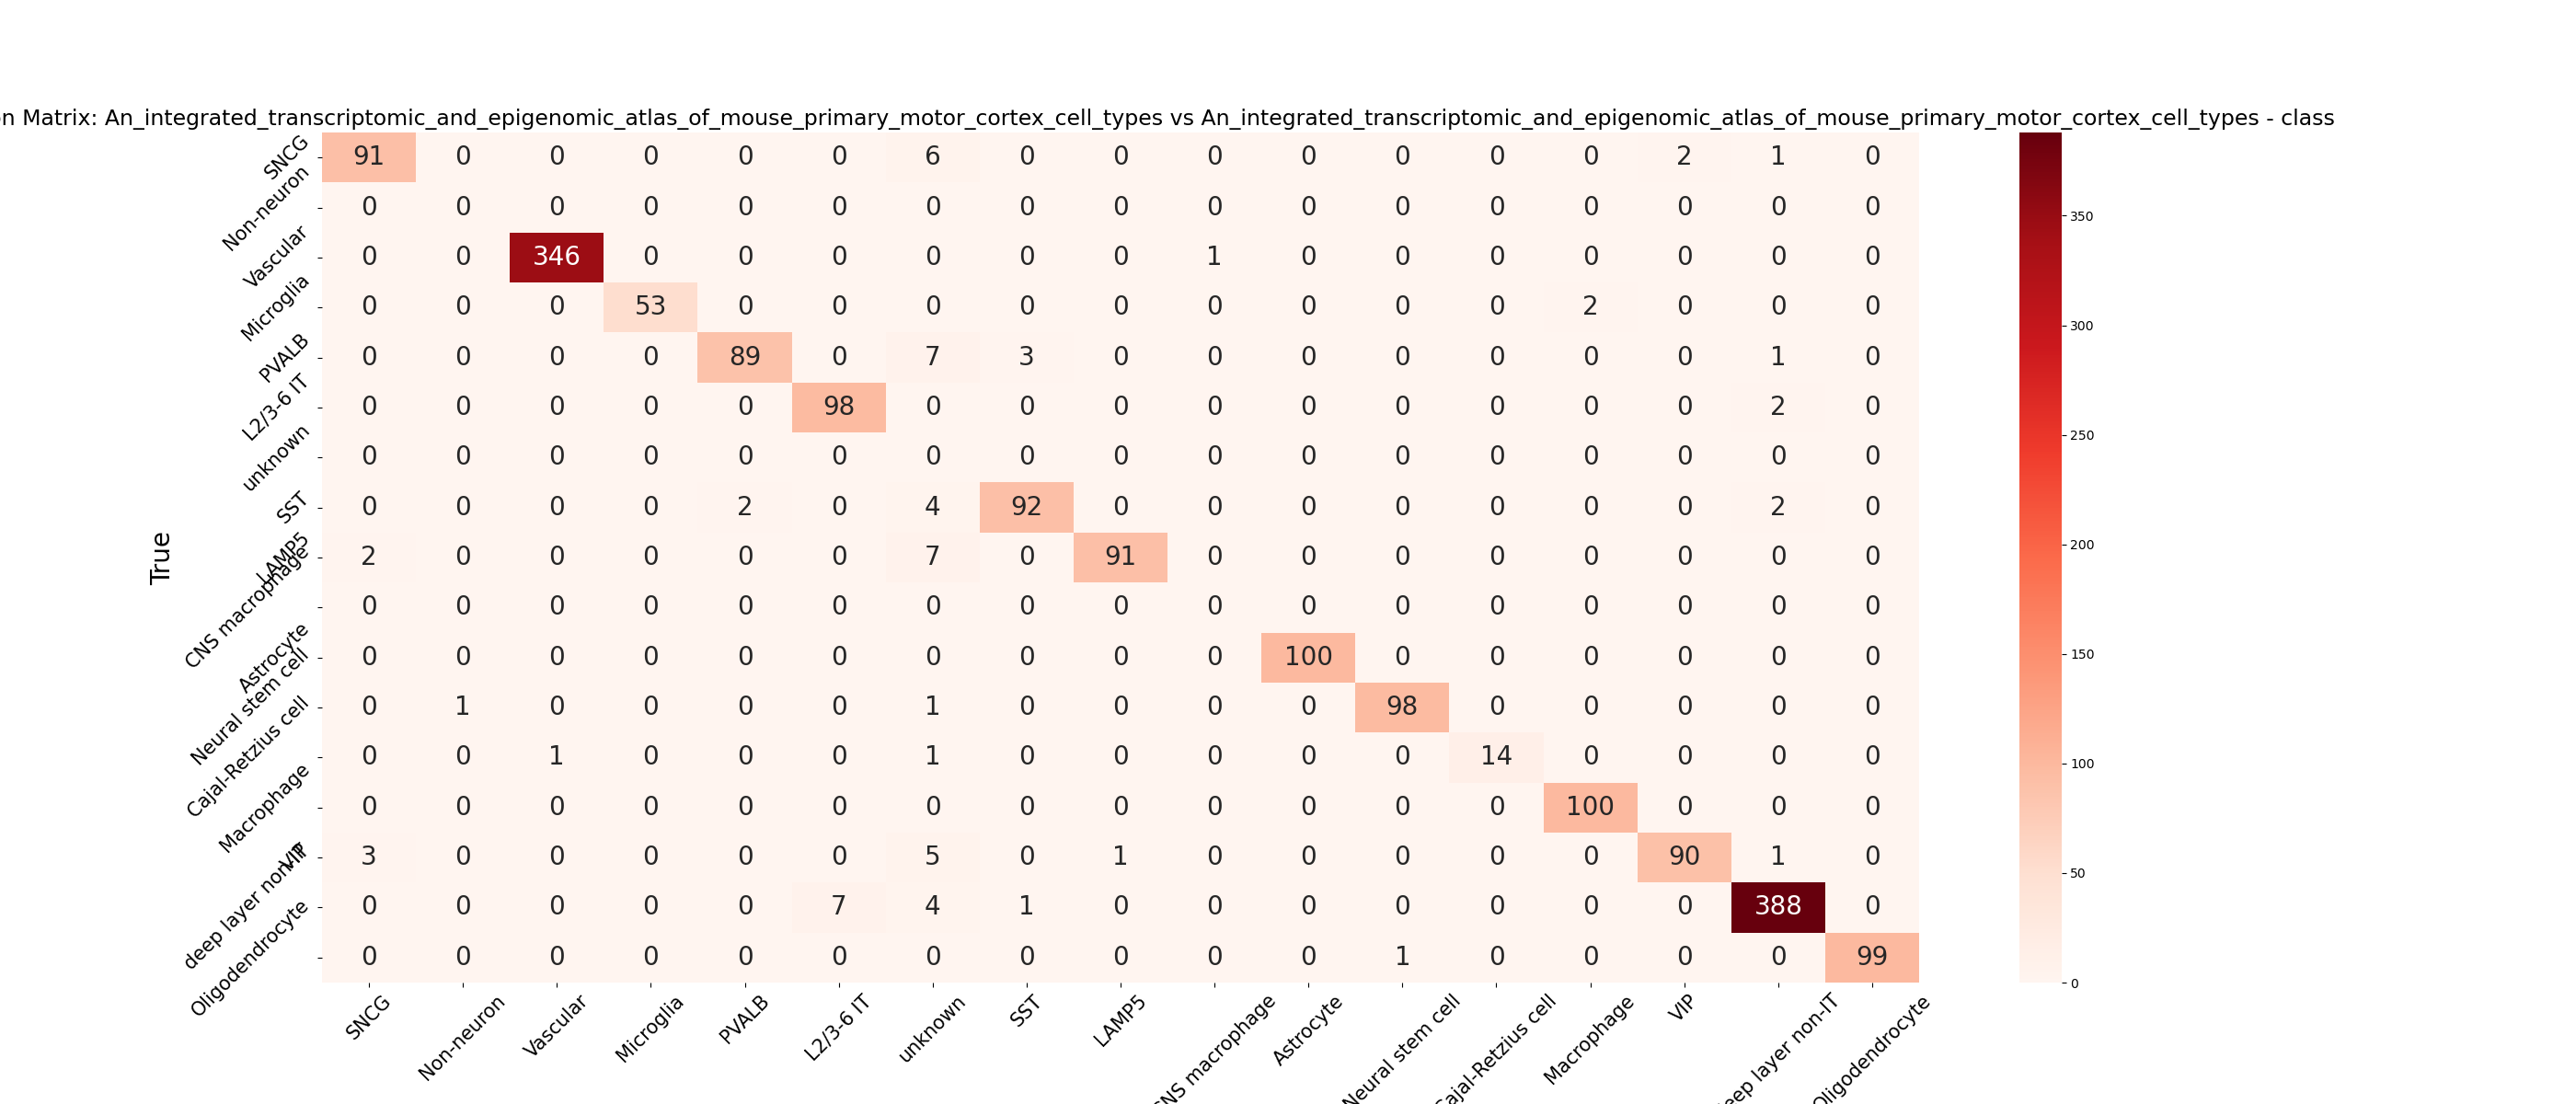 n Matrix: An_integrated_transcriptomic_and_epigenomic_atlas_of_mouse_primary_motor_cortex_cell_types vs An_integrated_transcriptomic_and_epigenomic_atlas_of_mouse_primary_motor_cortex_cell_types - class
True
SNCG 91 0 0 0 0 0 6 0 0 0 0 0 0 0 2 1 0
Non-neuron 0 0 0 0 0 0 0 0 0 0 0 0 0 0 0 0 0
Vascular 0 0 346 0 0 0 0 0 0 1 0 0 0 0 0 0 0
Microglia 0 0 0 53 0 0 0 0 0 0 0 0 0 2 0 0 0
PVALB 0 0 0 0 89 0 7 3 0 0 0 0 0 0 0 1 0
L2/3-6 IT 0 0 0 0 0 98 0 0 0 0 0 0 0 0 0 2 0
unknown 0 0 0 0 0 0 0 0 0 0 0 0 0 0 0 0 0
SST 0 0 0 0 2 0 4 92 0 0 0 0 0 0 0 2 0
LAMP5 2 0 0 0 0 0 7 0 91 0 0 0 0 0 0 0 0
CNS macrophage 0 0 0 0 0 0 0 0 0 0 0 0 0 0 0 0 0
Astrocyte 0 0 0 0 0 0 0 0 0 0 100 0 0 0 0 0 0
Neural stem cell 0 1 0 0 0 0 1 0 0 0 0 98 0 0 0 0 0
Cajal-Retzius cell 0 0 1 0 0 0 1 0 0 0 0 0 14 0 0 0 0
Macrophage 0 0 0 0 0 0 0 0 0 0 0 0 0 100 0 0 0
VIP 3 0 0 0 0 0 5 0 1 0 0 0 0 0 90 1 0
deep layer non-IT 0 0 0 0 0 7 4 1 0 0 0 0 0 0 0 388 0
Oligodendrocyte 0 0 0 0 0 0 0 0 0 0 0 1 0 0 0 0 99
SNCG
Non-neuron
Vascular
Microglia
PVALB
L2/3-6 IT
unknown
SST
LAMP5
CNS macrophage
Astrocyte
Neural stem cell
Cajal-Retzius cell
Macrophage
VIP
eep layer non-IT
Oligodendrocyte
350
300
250
200
150
100
50
0